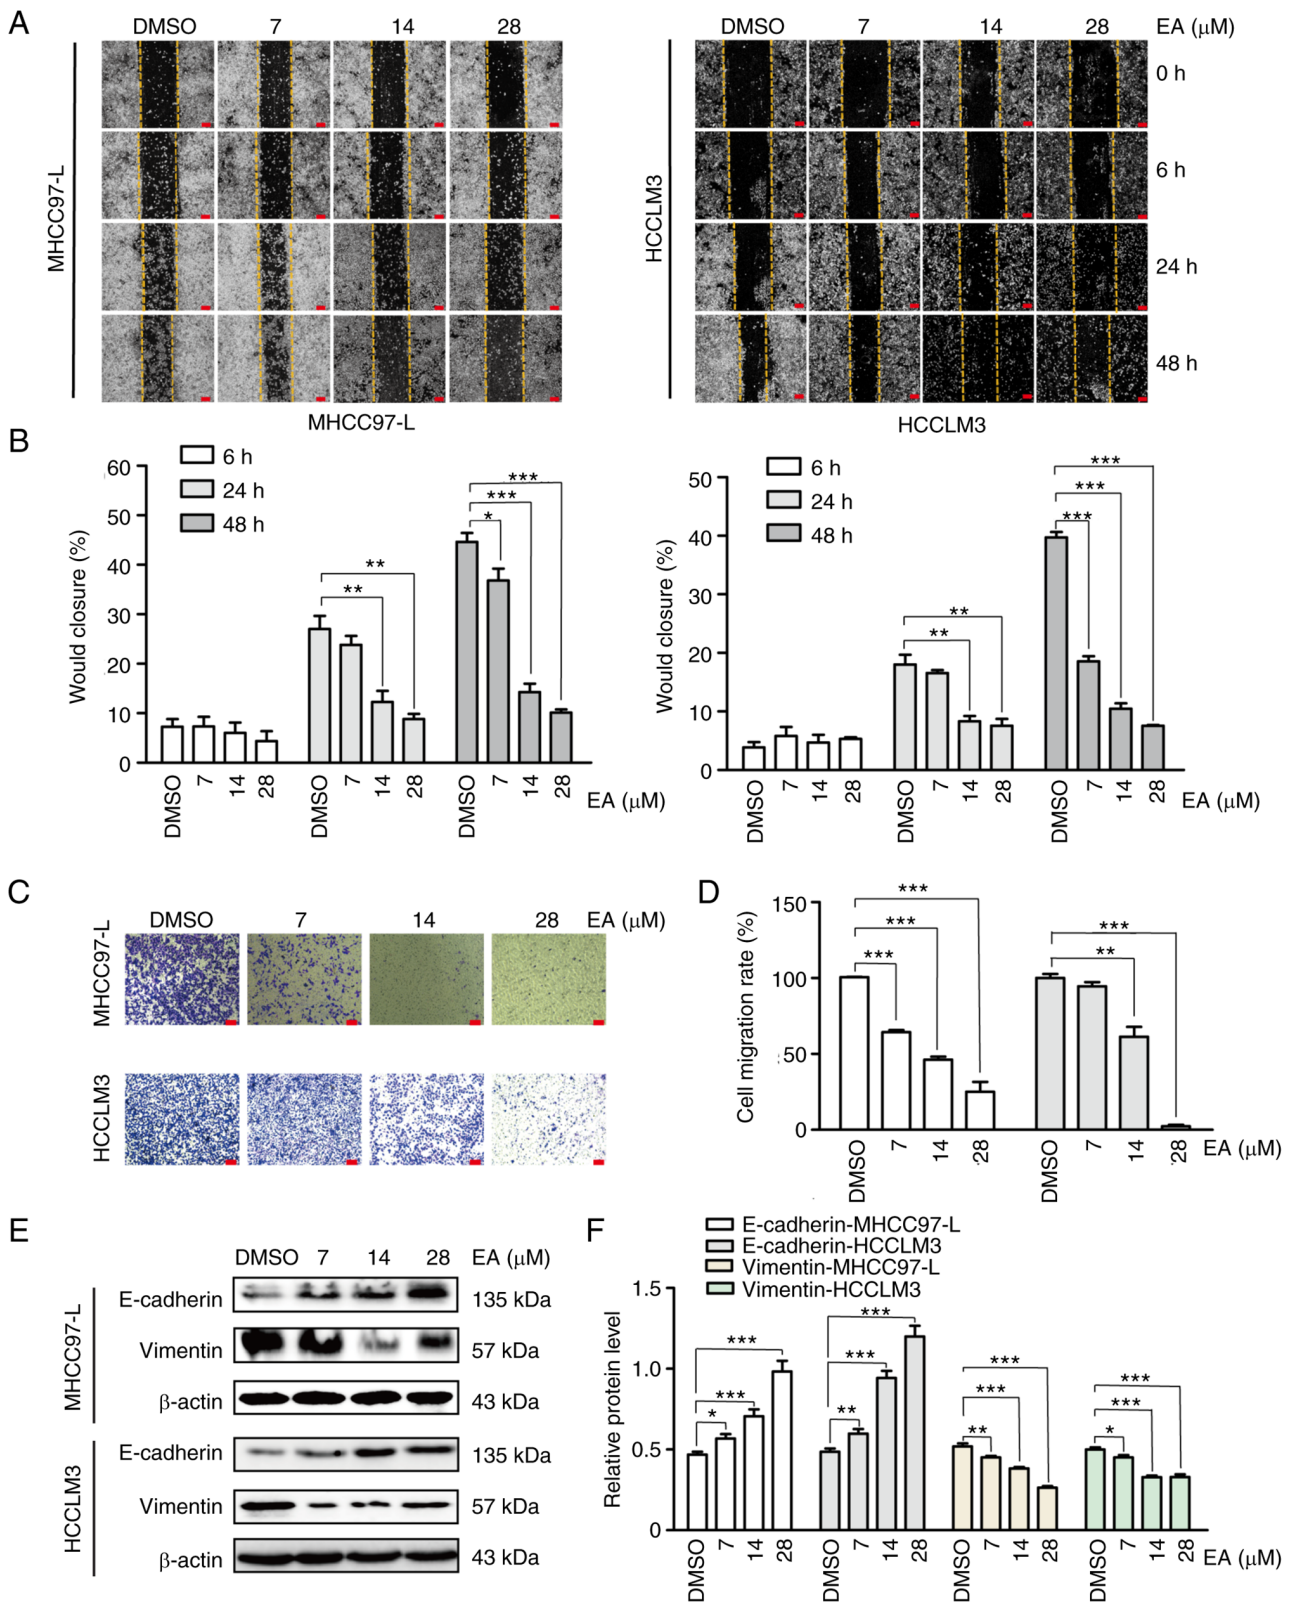 A
DMSO 7 14 28 DMSO 7 14 28 EA (μM)
MHCC97-L
HCCLM3
0 h
6 h
24 h
48 h
B
MHCC97-L
HCCLM3
Would closure (%)
60
50
40
30
20
10
0
6 h
24 h
48 h
***
***
*
**
**
DMSO 7 14 28 DMSO 7 14 28 DMSO 7 14 28 EA (μM)
Would closure (%)
50
40
30
20
10
0
6 h
24 h
48 h
***
***
***
**
**
DMSO 7 14 28 DMSO 7 14 28 DMSO 7 14 28 EA (μM)
C
DMSO 7 14 28 EA (μM)
MHCC97-L
HCCLM3
D
Cell migration rate (%)
150
100
50
0
***
***
***
***
**
DMSO 7 14 28 DMSO 7 14 28 EA (μM)
E
DMSO 7 14 28 EA (μM)
MHCC97-L
E-cadherin 135 kDa
Vimentin 57 kDa
β-actin 43 kDa
HCCLM3
E-cadherin 135 kDa
Vimentin 57 kDa
β-actin 43 kDa
F
E-cadherin-MHCC97-L
E-cadherin-HCCLM3
Vimentin-MHCC97-L
Vimentin-HCCLM3
Relative protein level
1.5
1.0
0.5
0
***
***
*
***
***
**
***
***
**
***
***
*
DMSO 7 14 28 DMSO 7 14 28 DMSO 7 14 28 DMSO 7 14 28 EA (μM)